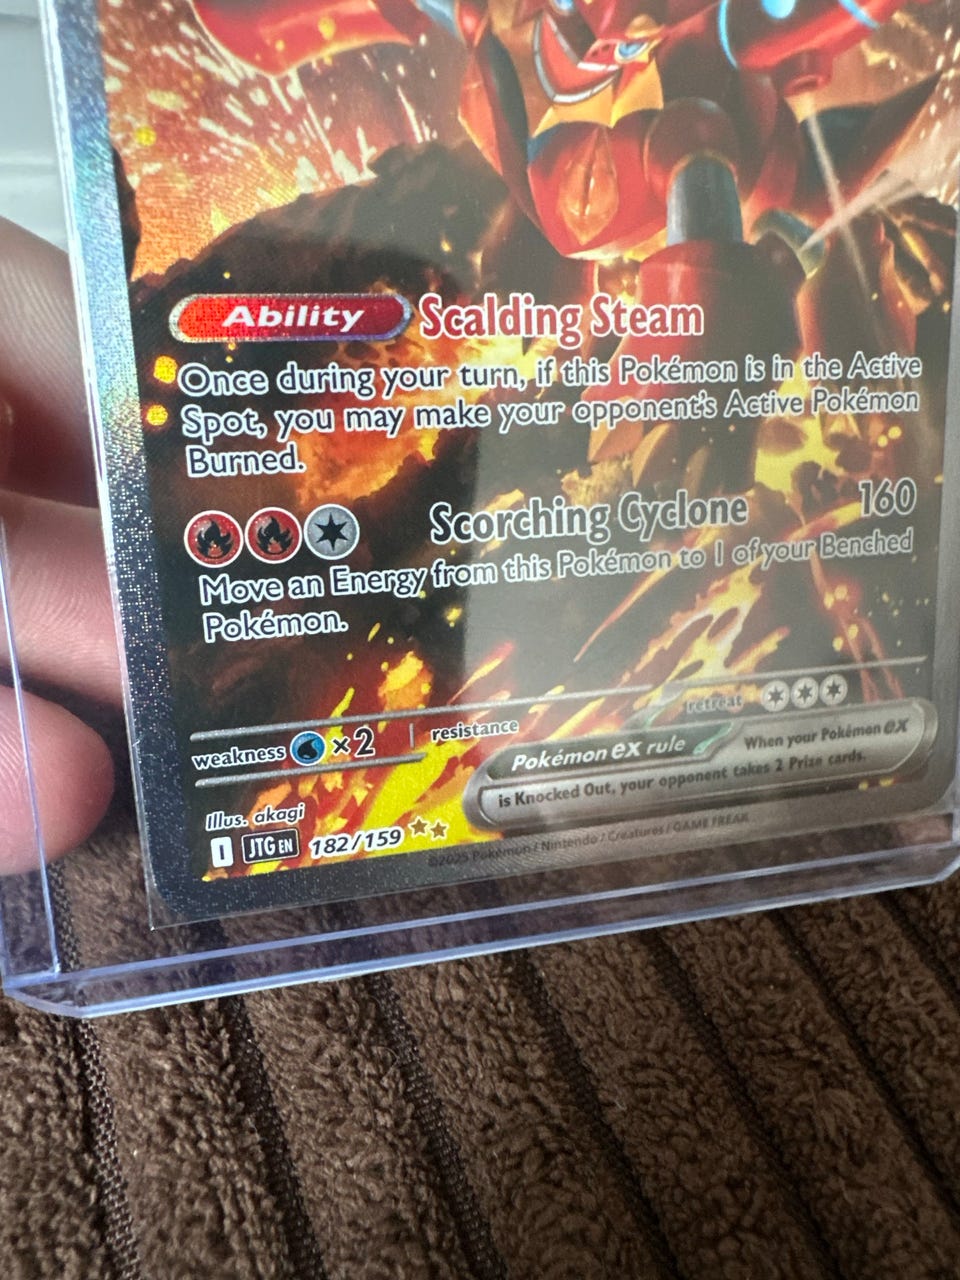 Ability Scalding Steam
Once during your turn, if this Pokémon is in the Active
Spot, you may make your opponent's Active Pokémon
Burned.
Scorching Cyclone 160
Move an Energy from this Pokémon to 1 of your Benched
Pokémon.
weakness ×2 resistance retreat
Pokémon ex rule When your Pokémon ex
is Knocked Out, your opponent takes 2 Prize cards.
Illus. akagi
I JTG EN 182/159 ©2025 Pokémon / Nintendo / Creatures / GAME FREAK